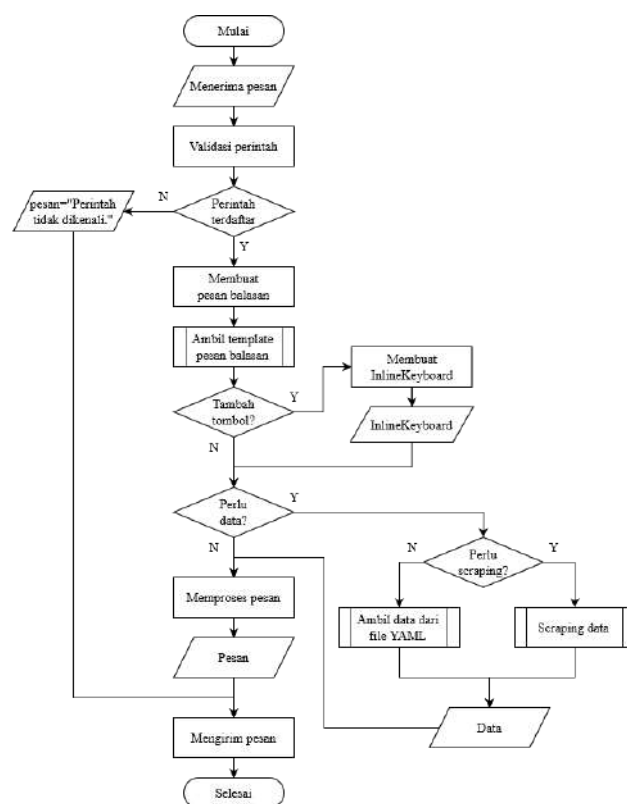 Mulai
Menerima pesan
Validasi perintah
N
pesan="Perintah
tidak dikenali."
Perintah
terdaftar
Y
Membuat
pesan balasan
Ambil template
pesan balasan
Membuat
InlineKeyboard
Tambah
tombol?
Y
InlineKeyboard
N
Perlu
data?
Y
N
N
Perlu
scraping?
Y
Memproses pesan
Ambil data dari
file YAML
Scraping data
Pesan
Mengirim pesan
Data
Selesai